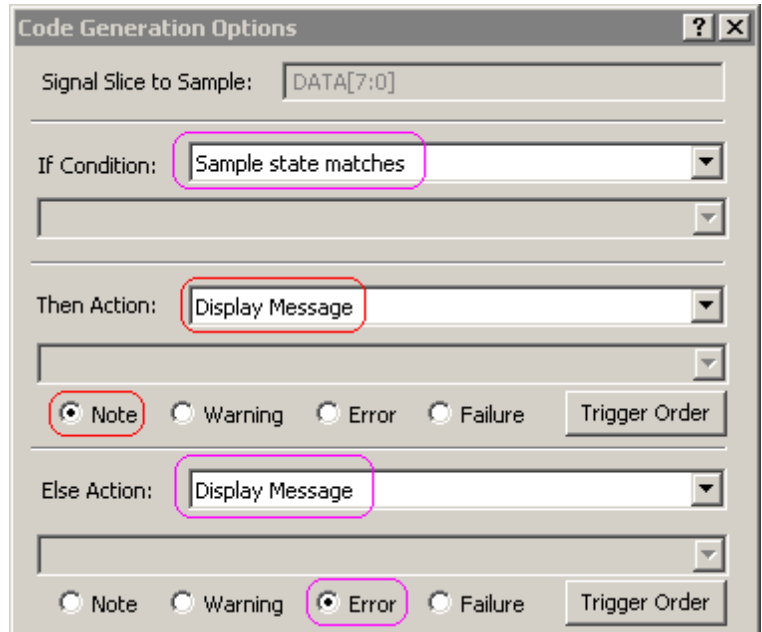 Code Generation Options ? X
Signal Slice to Sample: DATA[7:0]
If Condition: Sample state matches
Then Action: Display Message
Note Warning Error Failure Trigger Order
Else Action: Display Message
Note Warning Error Failure Trigger Order